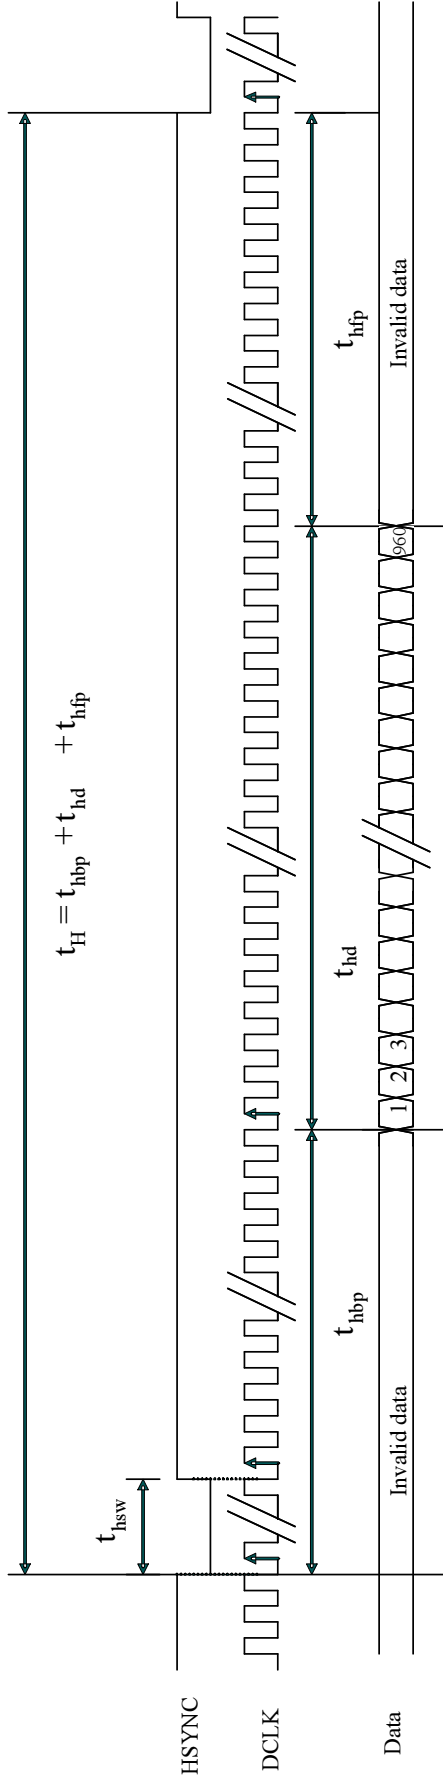 t_H = t_hbp + t_hd + t_hfp
t_hsw
HSYNC
DCLK
t_hbp
t_hd
t_hfp
Data
Invalid data
1 2 3
960
Invalid data